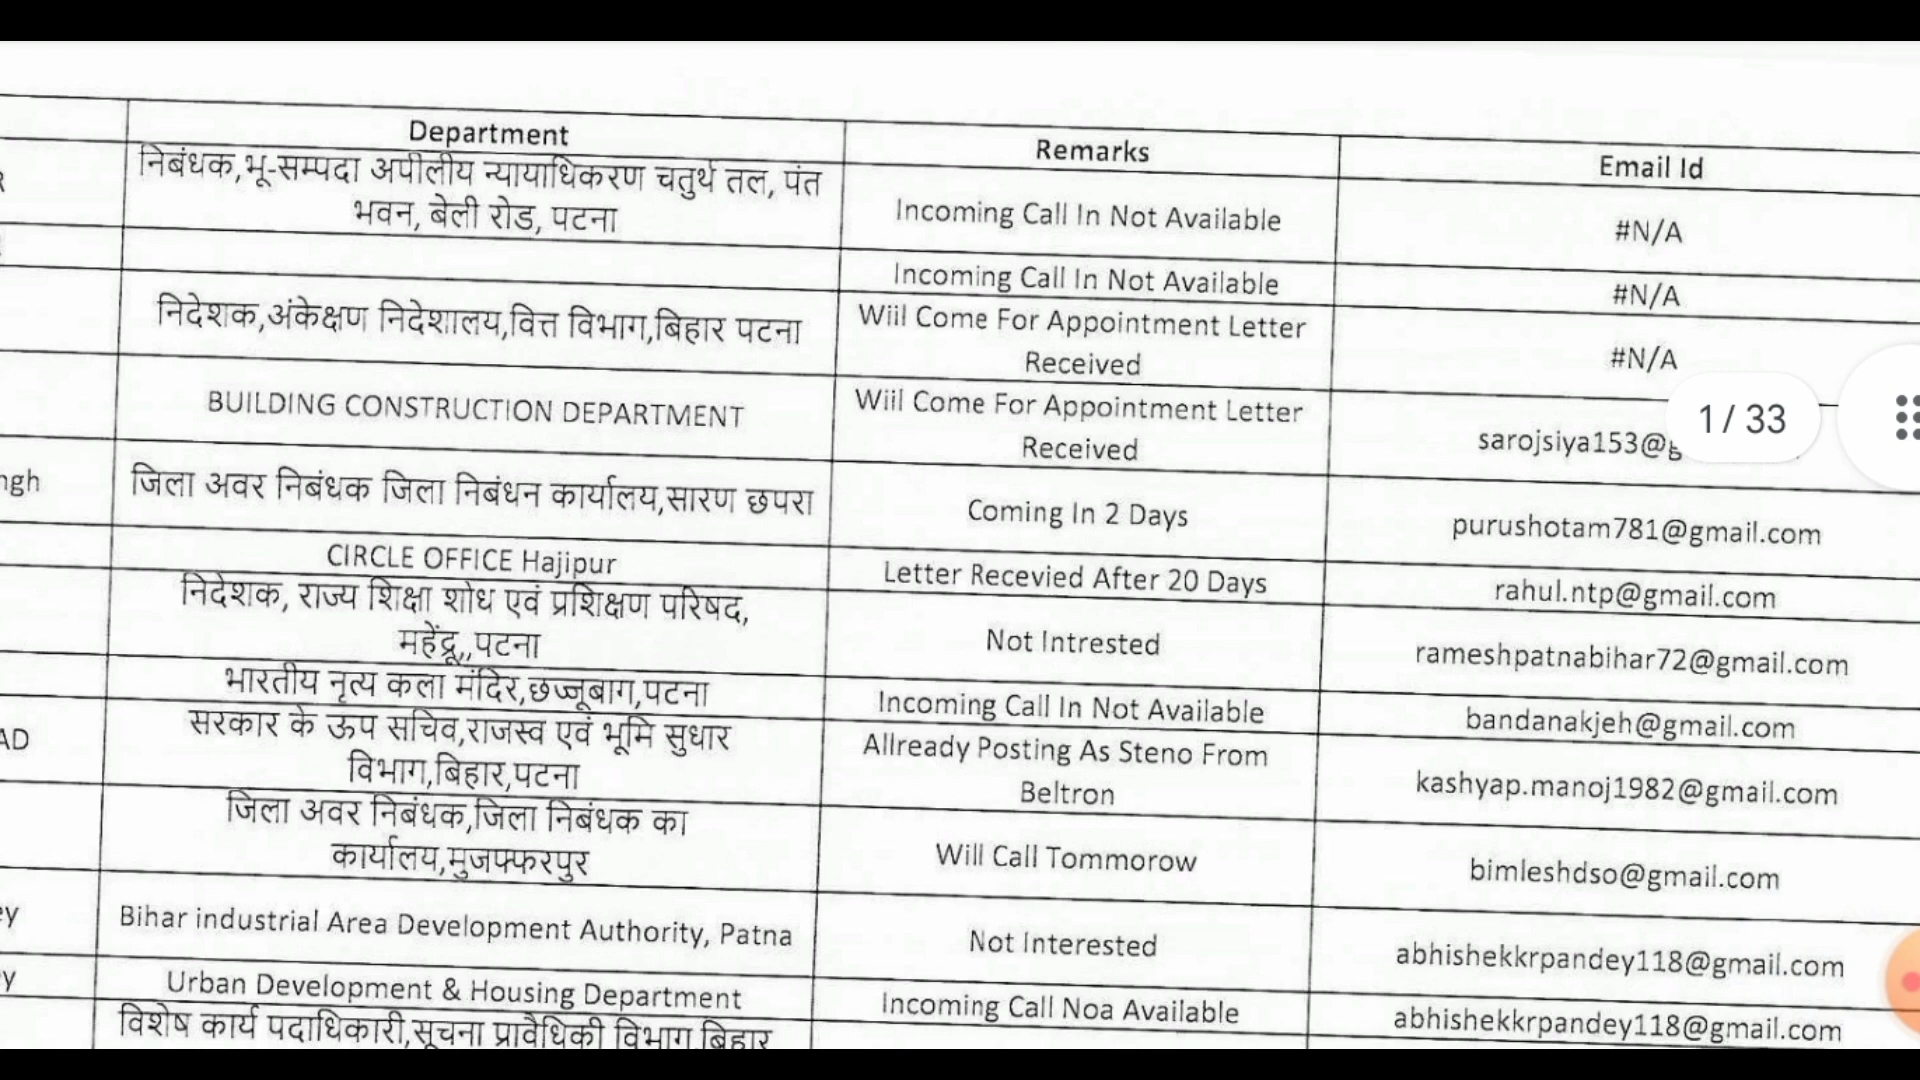 Department Remarks Email Id
R निबंधक,भू-सम्पदा अपीलीय न्यायाधिकरण चतुर्थ तल, पंत
भवन, बेली रोड, पटना Incoming Call In Not Available #N/A
Incoming Call In Not Available #N/A
निदेशक,अंकेक्षण निदेशालय,वित्त विभाग,बिहार पटना Wiil Come For Appointment Letter
Received #N/A
BUILDING CONSTRUCTION DEPARTMENT Wiil Come For Appointment Letter
Received sarojsiya153@g
1 / 33
ngh जिला अवर निबंधक जिला निबंधन कार्यालय,सारण छपरा Coming In 2 Days purushotam781@gmail.com
CIRCLE OFFICE Hajipur Letter Recevied After 20 Days rahul.ntp@gmail.com
निदेशक, राज्य शिक्षा शोध एवं प्रशिक्षण परिषद,
महेंद्रू,,पटना Not Intrested rameshpatnabihar72@gmail.com
भारतीय नृत्य कला मंदिर,छज्जूबाग,पटना Incoming Call In Not Available bandanakjeh@gmail.com
AD सरकार के ऊप सचिव,राजस्व एवं भूमि सुधार
विभाग,बिहार,पटना Allready Posting As Steno From
Beltron kashyap.manoj1982@gmail.com
जिला अवर निबंधक,जिला निबंधक का
कार्यालय,मुजफ्फरपुर Will Call Tommorow bimleshdso@gmail.com
ey Bihar industrial Area Development Authority, Patna Not Interested abhishekkrpandey118@gmail.com
y Urban Development & Housing Department Incoming Call Noa Available abhishekkrpandey118@gmail.com
विशेष कार्य पदाधिकारी,सूचना प्रावैधिकी विभाग,बिहार